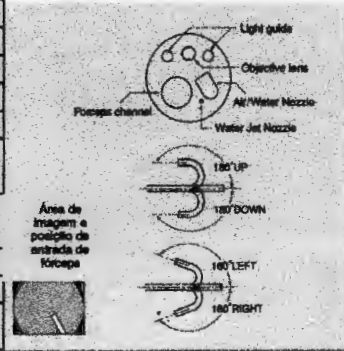 Light guide
Objective lens
Air/Water Nozzle
Forceps channel
Water Jet Nozzle
180°UP
180°DOWN
Área de
imagem e
posição de
entrada de
fórceps
160°LEFT
160°RIGHT